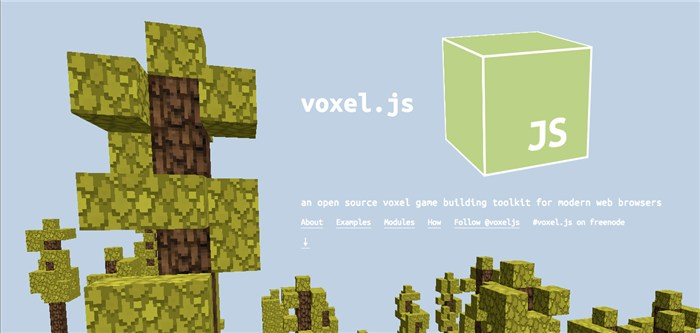 voxel.js
JS
an open source voxel game building toolkit for modern web browsers
About Examples Modules How Follow @voxeljs #voxel.js on freenode
↓